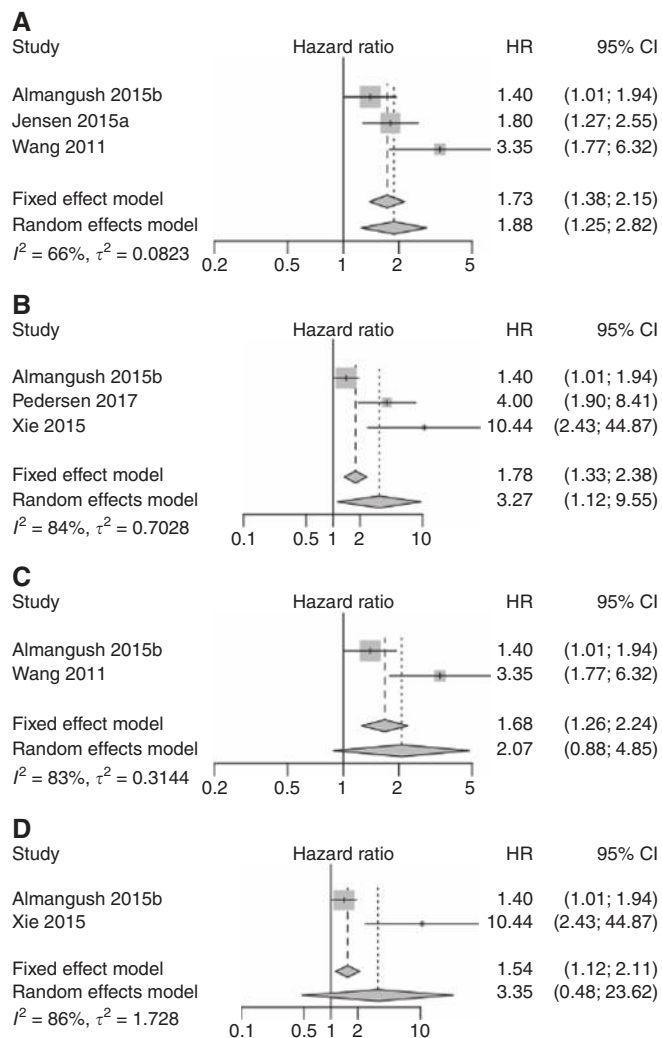 A
Study Hazard ratio HR 95% CI
Almangush 2015b 1.40 (1.01; 1.94)
Jensen 2015a 1.80 (1.27; 2.55)
Wang 2011 3.35 (1.77; 6.32)
Fixed effect model 1.73 (1.38; 2.15)
Random effects model 1.88 (1.25; 2.82)
I² = 66%, τ² = 0.0823
0.2 0.5 1 2 5
B
Study Hazard ratio HR 95% CI
Almangush 2015b 1.40 (1.01; 1.94)
Pedersen 2017 4.00 (1.90; 8.41)
Xie 2015 10.44 (2.43; 44.87)
Fixed effect model 1.78 (1.33; 2.38)
Random effects model 3.27 (1.12; 9.55)
I² = 84%, τ² = 0.7028
0.1 0.5 1 2 10
C
Study Hazard ratio HR 95% CI
Almangush 2015b 1.40 (1.01; 1.94)
Wang 2011 3.35 (1.77; 6.32)
Fixed effect model 1.68 (1.26; 2.24)
Random effects model 2.07 (0.88; 4.85)
I² = 83%, τ² = 0.3144
0.2 0.5 1 2 5
D
Study Hazard ratio HR 95% CI
Almangush 2015b 1.40 (1.01; 1.94)
Xie 2015 10.44 (2.43; 44.87)
Fixed effect model 1.54 (1.12; 2.11)
Random effects model 3.35 (0.48; 23.62)
I² = 86%, τ² = 1.728
0.1 0.5 1 2 10